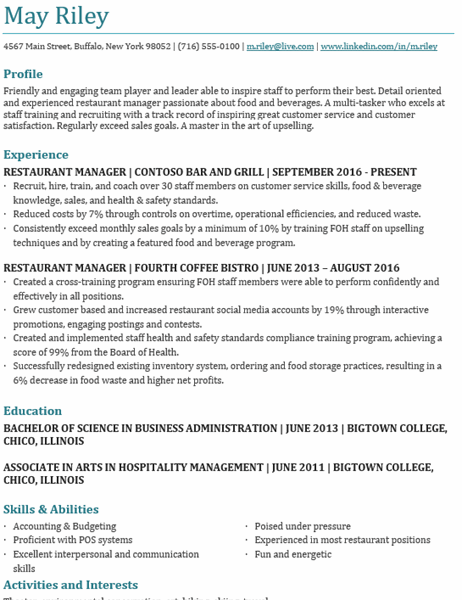 May Riley
4567 Main Street, Buffalo, New York 98052 | (716) 555-0100 | m.riley@live.com | www.linkedin.com/in/m.riley
Profile
Friendly and engaging team player and leader able to inspire staff to perform their best. Detail oriented
and experienced restaurant manager passionate about food and beverages. A multi-tasker who excels at
staff training and recruiting with a track record of inspiring great customer service and customer
satisfaction. Regularly exceed sales goals. A master in the art of upselling.
Experience
RESTAURANT MANAGER | CONTOSO BAR AND GRILL | SEPTEMBER 2016 - PRESENT
· Recruit, hire, train, and coach over 30 staff members on customer service skills, food & beverage
knowledge, sales, and health & safety standards.
· Reduced costs by 7% through controls on overtime, operational efficiencies, and reduced waste.
· Consistently exceed monthly sales goals by a minimum of 10% by training FOH staff on upselling
techniques and by creating a featured food and beverage program.
RESTAURANT MANAGER | FOURTH COFFEE BISTRO | JUNE 2013 – AUGUST 2016
· Created a cross-training program ensuring FOH staff members were able to perform confidently and
effectively in all positions.
· Grew customer based and increased restaurant social media accounts by 19% through interactive
promotions, engaging postings and contests.
· Created and implemented staff health and safety standards compliance training program, achieving a
score of 99% from the Board of Health.
· Successfully redesigned existing inventory system, ordering and food storage practices, resulting in a
6% decrease in food waste and higher net profits.
Education
BACHELOR OF SCIENCE IN BUSINESS ADMINISTRATION | JUNE 2013 | BIGTOWN COLLEGE,
CHICO, ILLINOIS
ASSOCIATE IN ARTS IN HOSPITALITY MANAGEMENT | JUNE 2011 | BIGTOWN COLLEGE,
CHICO, ILLINOIS
Skills & Abilities
· Accounting & Budgeting
· Proficient with POS systems
· Excellent interpersonal and communication
skills
· Poised under pressure
· Experienced in most restaurant positions
· Fun and energetic
Activities and Interests